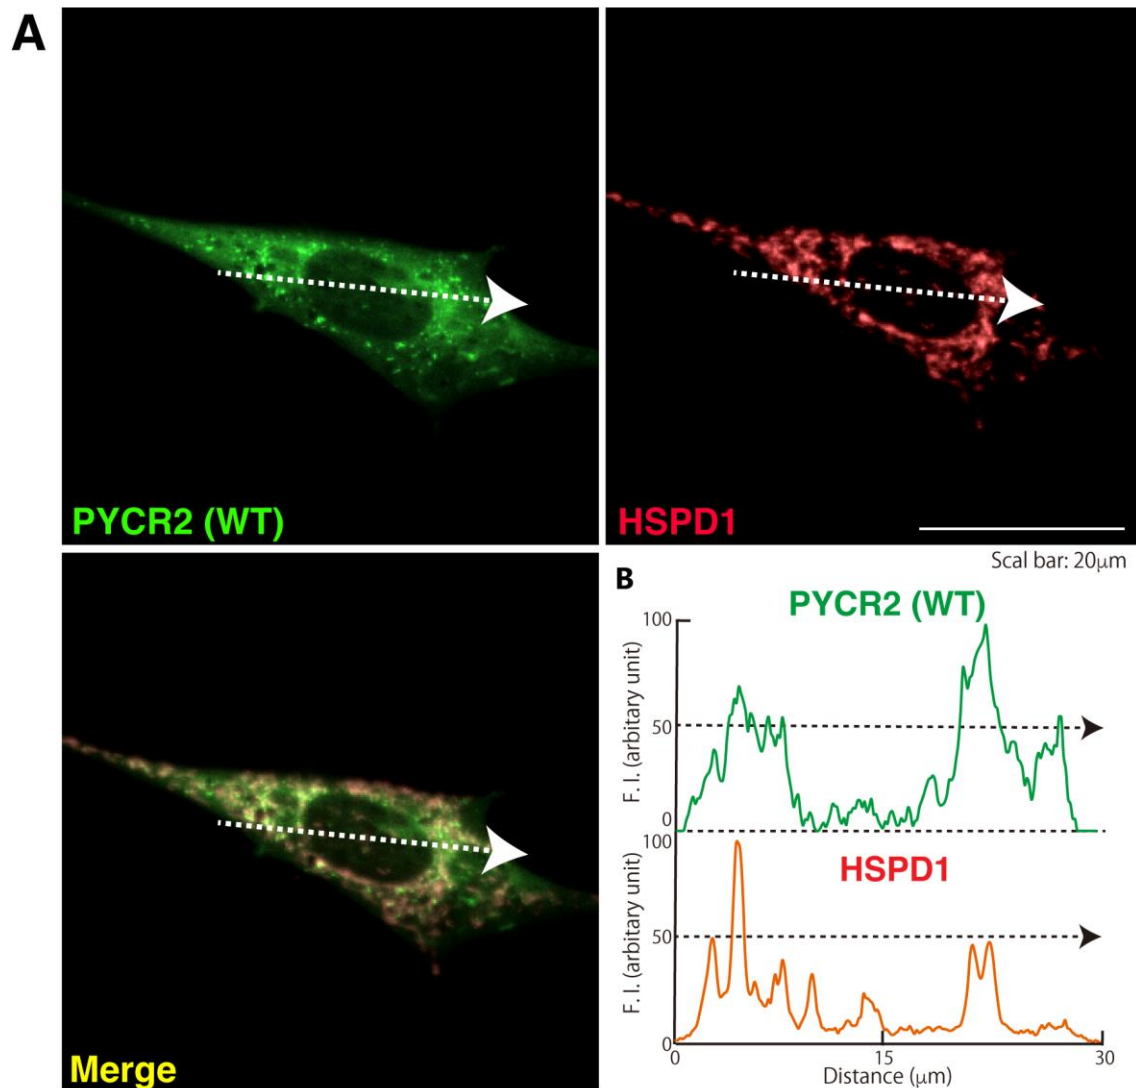 A
PYCR2 (WT)
HSPD1
Scal bar: 20μm
Merge
B
PYCR2 (WT)
F. I. (arbitary unit)
100
50
0
HSPD1
F. I. (arbitary unit)
100
50
0
0
15
30
Distance (μm)